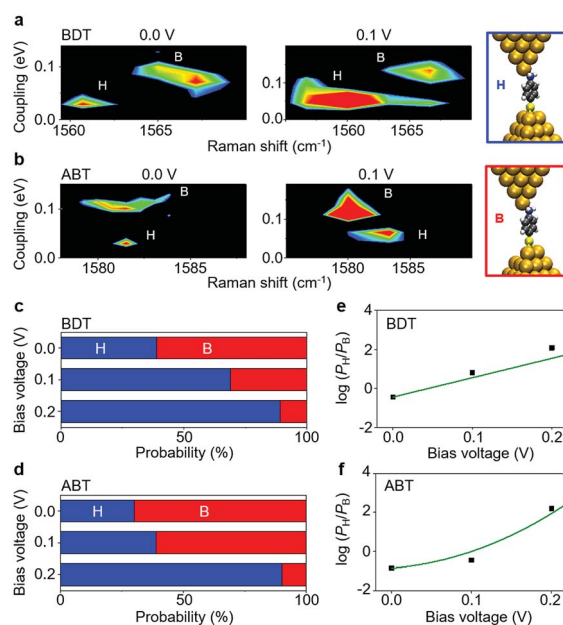 a
BDT 0.0 V 0.1 V
Coupling (eV)
0.1
0.0
H B
1560 1565
H B
1560 1565
Raman shift (cm⁻¹)
H
b
ABT 0.0 V 0.1 V
Coupling (eV)
0.1
0.0
B
H
1580 1585
B
H
1580 1585
Raman shift (cm⁻¹)
B
c
BDT
Bias voltage (V)
0.0
0.1
0.2
H B
0 50 100
Probability (%)
d
ABT
Bias voltage (V)
0.0
0.1
0.2
H B
0 50 100
Probability (%)
e
BDT
log (P_H/P_B)
4
2
0
-2
0.0 0.1 0.2
Bias voltage (V)
f
ABT
log (P_H/P_B)
4
2
0
-2
0.0 0.1 0.2
Bias voltage (V)